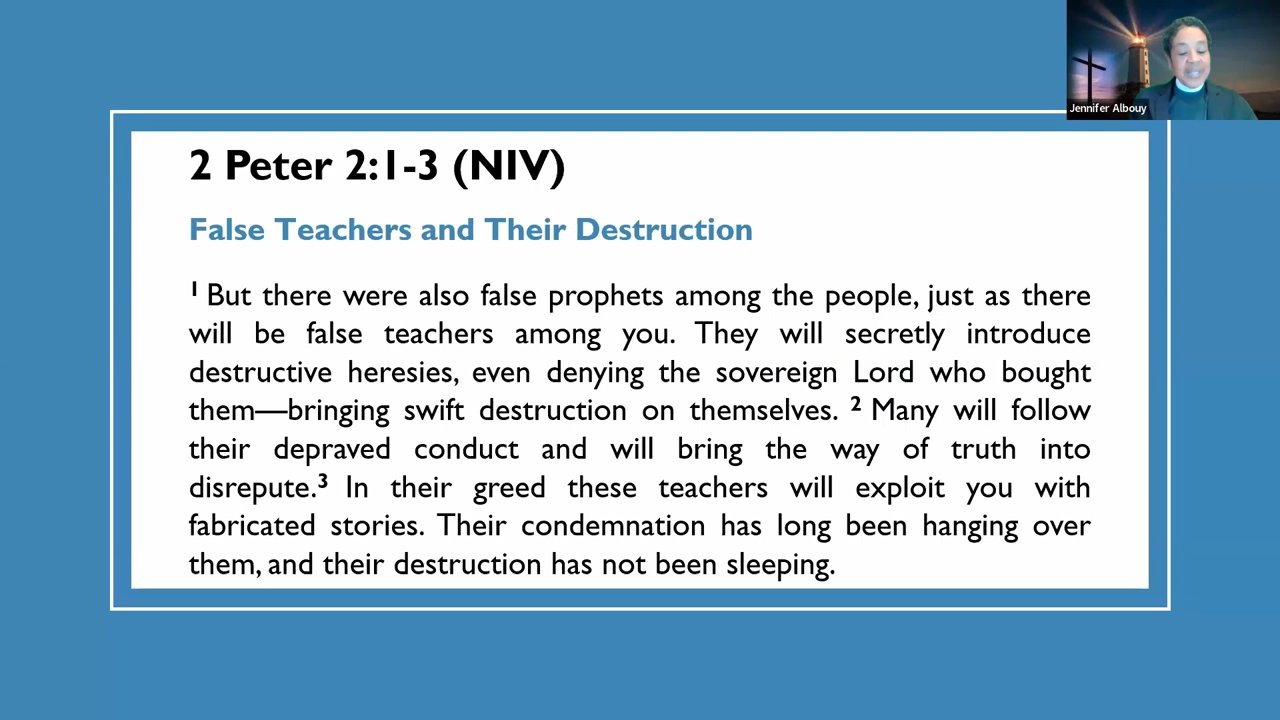 Jennifer Albouy
2 Peter 2:1-3 (NIV)
False Teachers and Their Destruction
1 But there were also false prophets among the people, just as there
will be false teachers among you. They will secretly introduce
destructive heresies, even denying the sovereign Lord who bought
them—bringing swift destruction on themselves. 2 Many will follow
their depraved conduct and will bring the way of truth into
disrepute.3 In their greed these teachers will exploit you with
fabricated stories. Their condemnation has long been hanging over
them, and their destruction has not been sleeping.